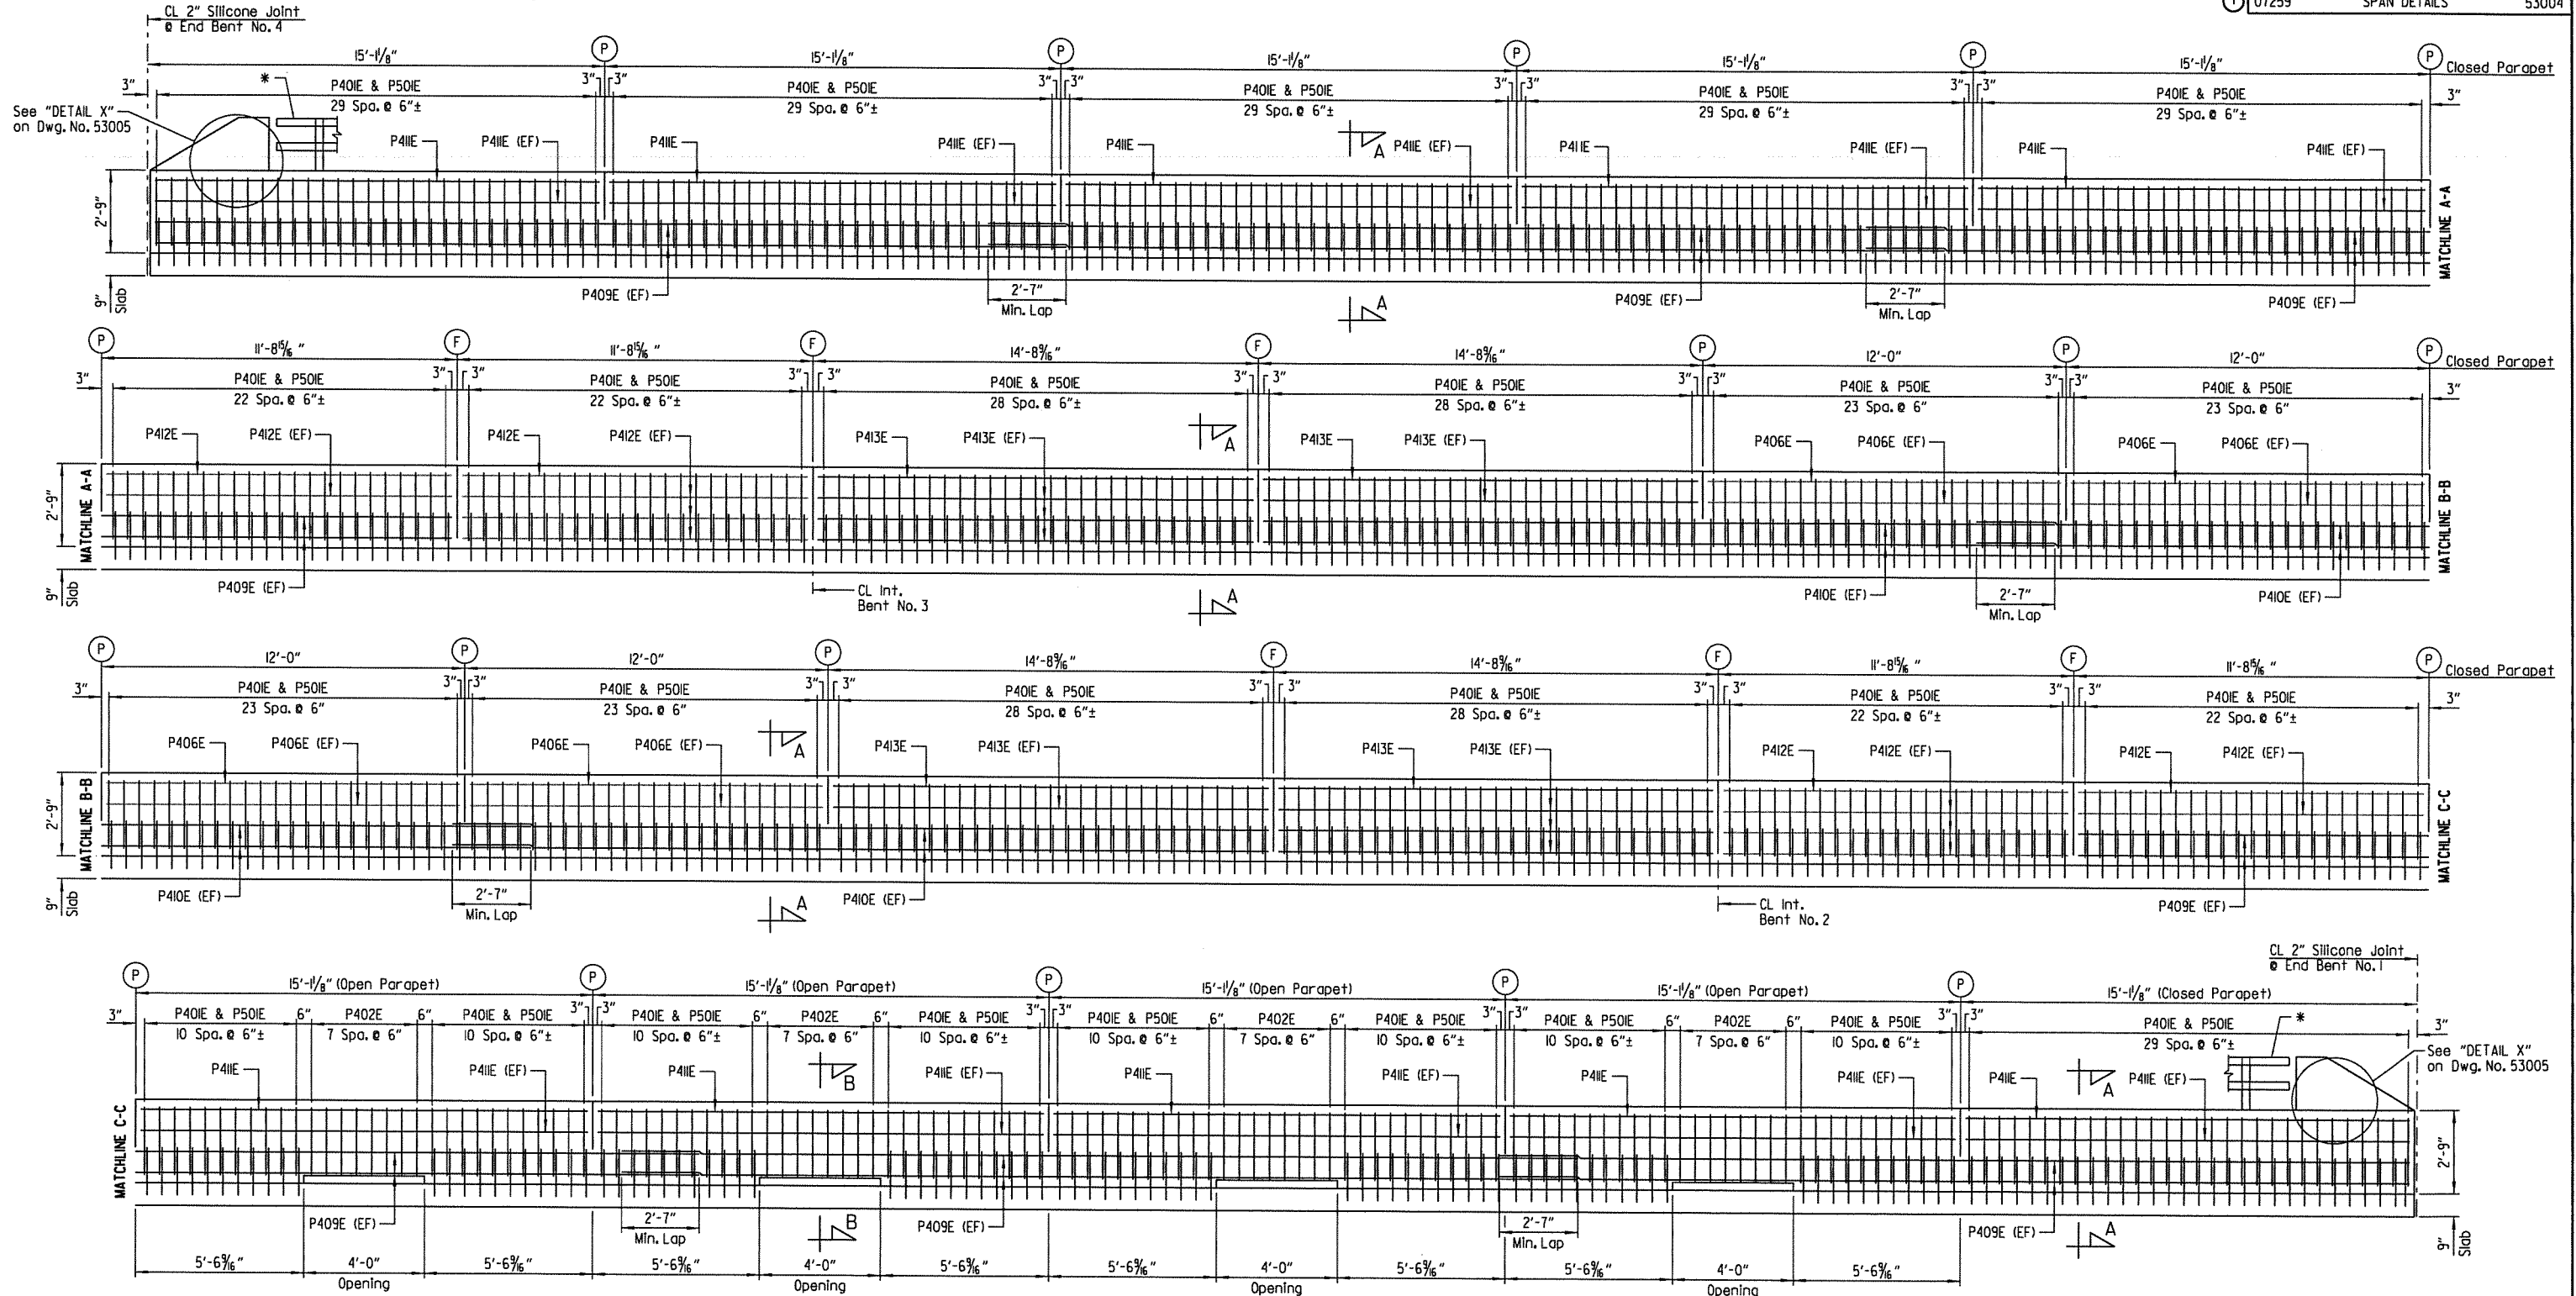 1 07259 SPAN DETAILS 53004
CL 2" Silicone Joint
@ End Bent No. 4
P P P P P
15'-1 1/8" 15'-1 1/8" 15'-1 1/8" 15'-1 1/8" 15'-1 1/8" Closed Parapet
* 3" 3" 3" 3" 3" 3" 3" 3" 3" 3"
P401E & P501E P401E & P501E P401E & P501E P401E & P501E P401E & P501E
29 Spa. @ 6"± 29 Spa. @ 6"± 29 Spa. @ 6"± 29 Spa. @ 6"± 29 Spa. @ 6"±
See "DETAIL X"
on Dwg. No. 53005
P411E P411E (EF) P411E P411E (EF) P411E A P411E (EF) P411E P411E (EF) P411E P411E (EF)
2'-9" MATCHLINE A-A
9" Slab
P409E (EF) 2'-7" A P409E (EF) 2'-7" P409E (EF)
Min. Lap Min. Lap
P F F F P P P
11'-8 15/16" 11'-8 15/16" 14'-8 9/16" 14'-8 9/16" 12'-0" 12'-0" Closed Parapet
3" 3" 3" 3" 3" 3" 3" 3" 3" 3" 3" 3"
P401E & P501E P401E & P501E P401E & P501E P401E & P501E P401E & P501E P401E & P501E
22 Spa. @ 6"± 22 Spa. @ 6"± 28 Spa. @ 6"± 28 Spa. @ 6"± 23 Spa. @ 6" 23 Spa. @ 6"
P412E P412E (EF) P412E P412E (EF) P413E P413E (EF) A P413E P413E (EF) P406E P406E (EF) P406E P406E (EF)
2'-9" MATCHLINE A-A MATCHLINE B-B
9" Slab
P409E (EF) CL Int. A P410E (EF) 2'-7" P410E (EF)
Bent No. 3 Min. Lap
P P P F F F P
12'-0" 12'-0" 14'-8 9/16" 14'-8 9/16" 11'-8 15/16" 11'-8 15/16" Closed Parapet
3" 3" 3" 3" 3" 3" 3" 3" 3" 3" 3" 3"
P401E & P501E P401E & P501E P401E & P501E P401E & P501E P401E & P501E P401E & P501E
23 Spa. @ 6" 23 Spa. @ 6" 28 Spa. @ 6"± 28 Spa. @ 6"± 22 Spa. @ 6"± 22 Spa. @ 6"±
P406E P406E (EF) P406E P406E (EF) A P413E P413E (EF) P413E P413E (EF) P412E P412E (EF) P412E P412E (EF)
2'-9" MATCHLINE B-B MATCHLINE C-C
9" Slab
P410E (EF) 2'-7" A P410E (EF) CL Int. P409E (EF)
Min. Lap Bent No. 2
CL 2" Silicone Joint
@ End Bent No. 1
P P P P P
15'-1 1/8" (Open Parapet) 15'-1 1/8" (Open Parapet) 15'-1 1/8" (Open Parapet) 15'-1 1/8" (Open Parapet) 15'-1 1/8" (Closed Parapet)
3" P401E & P501E 6" P402E 6" P401E & P501E 3" 3" P401E & P501E 6" P402E 6" P401E & P501E 3" 3" P401E & P501E 6" P402E 6" P401E & P501E 3" 3" P401E & P501E 6" P402E 6" P401E & P501E 3" 3" P401E & P501E * 3"
10 Spa. @ 6"± 7 Spa. @ 6" 10 Spa. @ 6"± 10 Spa. @ 6"± 7 Spa. @ 6" 10 Spa. @ 6"± 10 Spa. @ 6"± 7 Spa. @ 6" 10 Spa. @ 6"± 10 Spa. @ 6"± 7 Spa. @ 6" 10 Spa. @ 6"± 29 Spa. @ 6"±
See "DETAIL X"
on Dwg. No. 53005
P411E P411E (EF) P411E B P411E (EF) P411E P411E (EF) P411E P411E (EF) P411E A P411E (EF)
MATCHLINE C-C 2'-9"
9" Slab
P409E (EF) 2'-7" B P409E (EF) 2'-7" P409E (EF) A
Min. Lap Min. Lap
5'-6 9/16" 4'-0" 5'-6 9/16" 5'-6 9/16" 4'-0" 5'-6 9/16" 5'-6 9/16" 4'-0" 5'-6 9/16" 5'-6 9/16" 4'-0" 5'-6 9/16"
Opening Opening Opening Opening